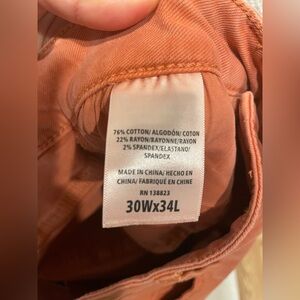 76% COTTON/ ALGODÓN/ COTON
22% RAYON/RAYONNE/RAYON
2% SPANDEX/ELASTANO/
SPANDEX
MADE IN CHINA/ HECHO EN
CHINA/ FABRIQUÉ EN CHINE
RN 138823
30Wx34L